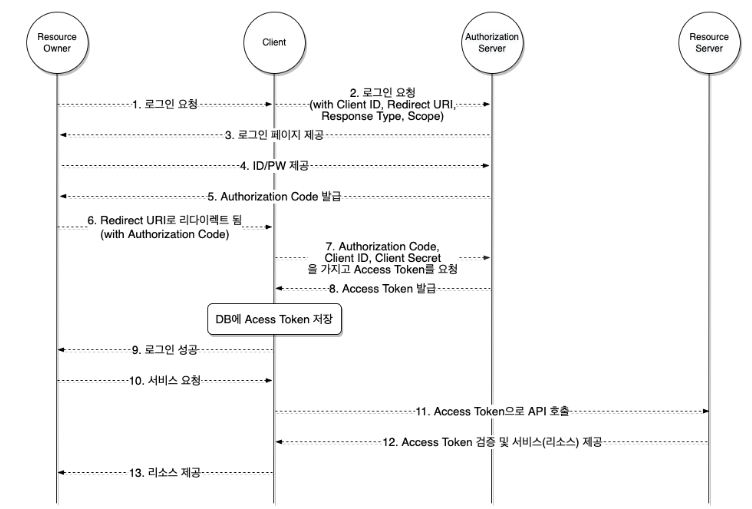 Resource
Owner
Client
Authorization
Server
Resource
Server
1. 로그인 요청
2. 로그인 요청
(with Client ID, Redirect URI,
Response Type, Scope)
3. 로그인 페이지 제공
4. ID/PW 제공
5. Authorization Code 발급
6. Redirect URI로 리다이렉트 됨
(with Authorization Code)
7. Authorization Code,
Client ID, Client Secret
을 가지고 Access Token를 요청
8. Access Token 발급
DB에 Acess Token 저장
9. 로그인 성공
10. 서비스 요청
11. Access Token으로 API 호출
12. Access Token 검증 및 서비스(리소스) 제공
13. 리소스 제공